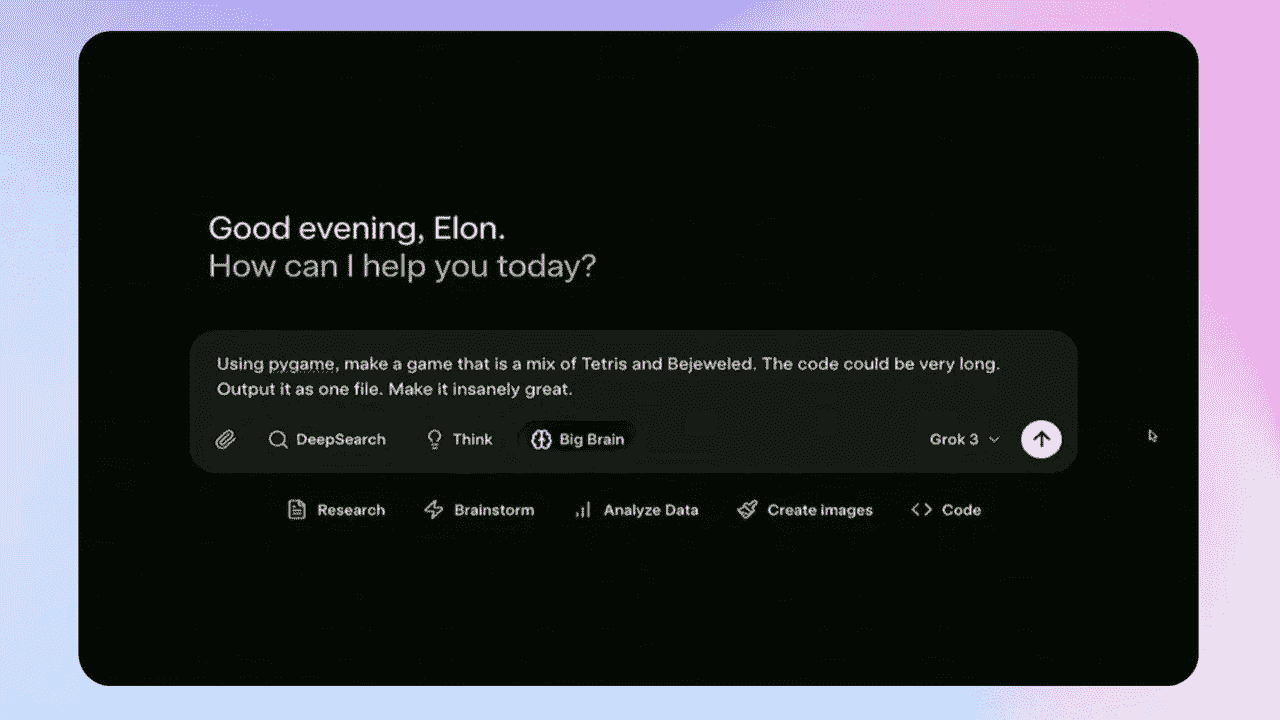 Good evening, Elon.
How can I help you today?
Using pygame, make a game that is a mix of Tetris and Bejeweled. The code could be very long.
Output it as one file. Make it insanely great.
DeepSearch Think Big Brain Grok 3
Research Brainstorm Analyze Data Create images Code